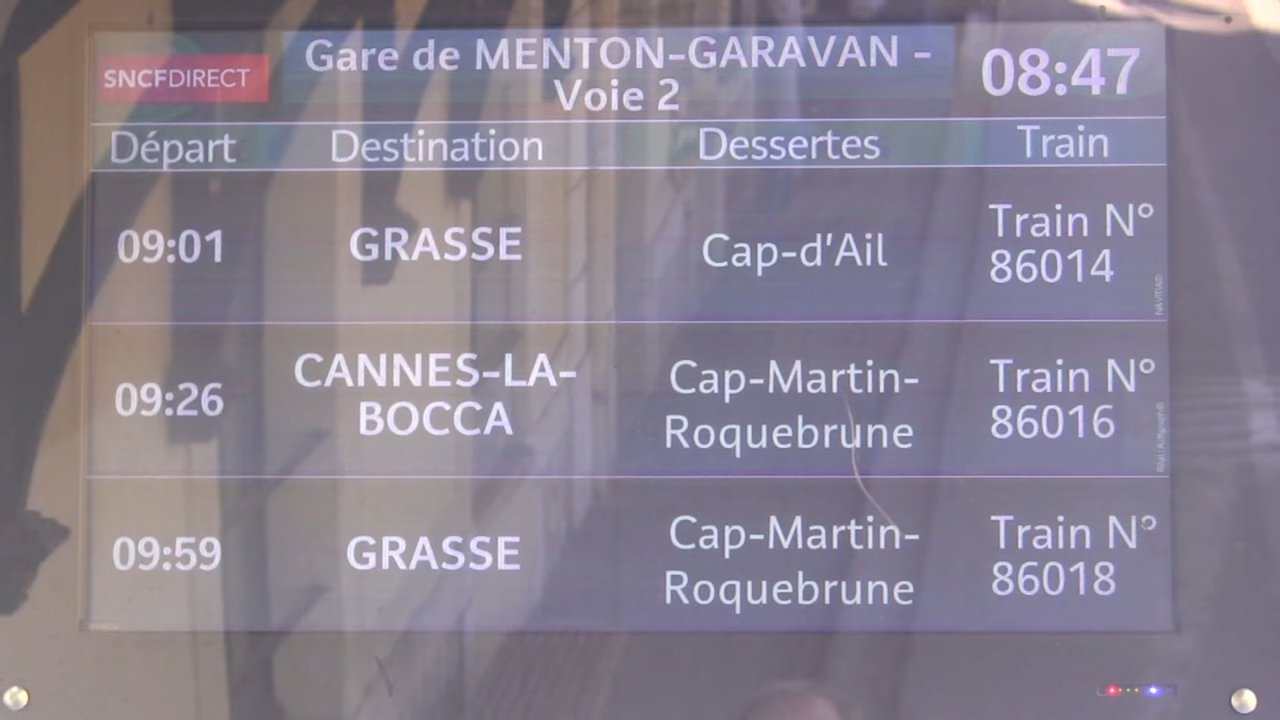 SNCFDIRECT
Gare de MENTON-GARAVAN -
Voie 2
08:47
Départ Destination Dessertes Train
09:01 GRASSE Cap-d'Ail Train N°
86014
09:26 CANNES-LA-
BOCCA Cap-Martin-
Roquebrune Train N°
86016
09:59 GRASSE Cap-Martin-
Roquebrune Train N°
86018